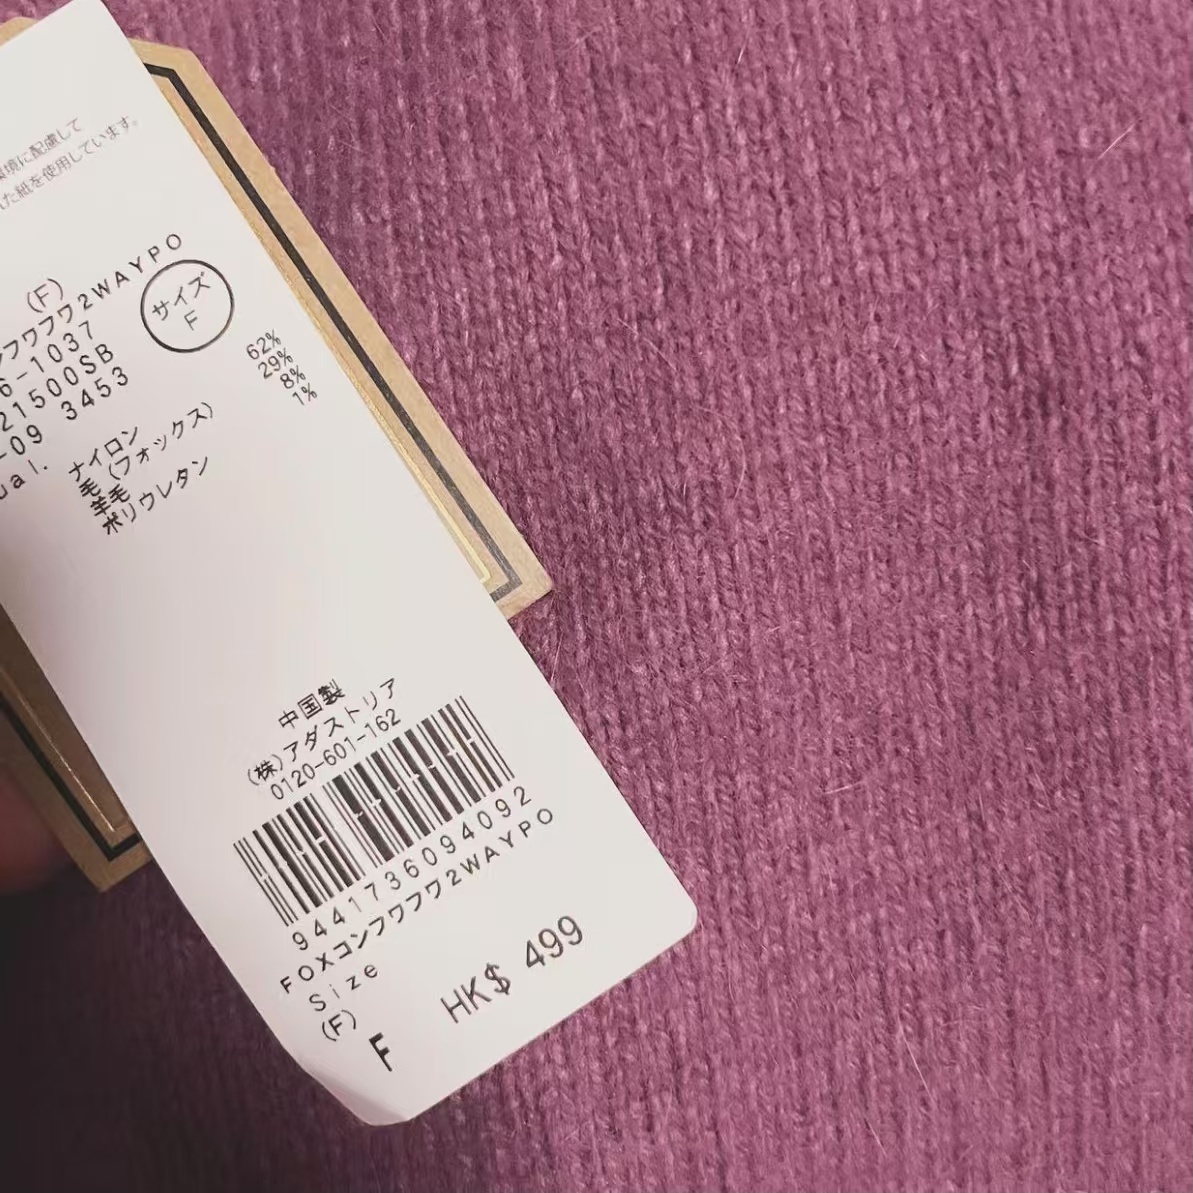 環境に配慮して
た紙を使用しています。
(F)
ンフワフワ2WAYPO
6-1037
21500SB
-09 3453
ual.
サイズ
F
ナイロン 62%
毛(フォックス) 29%
羊毛 8%
ポリウレタン 1%
中国製
(株)アダストリア
0120-601-162
9441736094092
FOXコンフワフワ2WAYPO
Size
(F)
F
HK$ 499